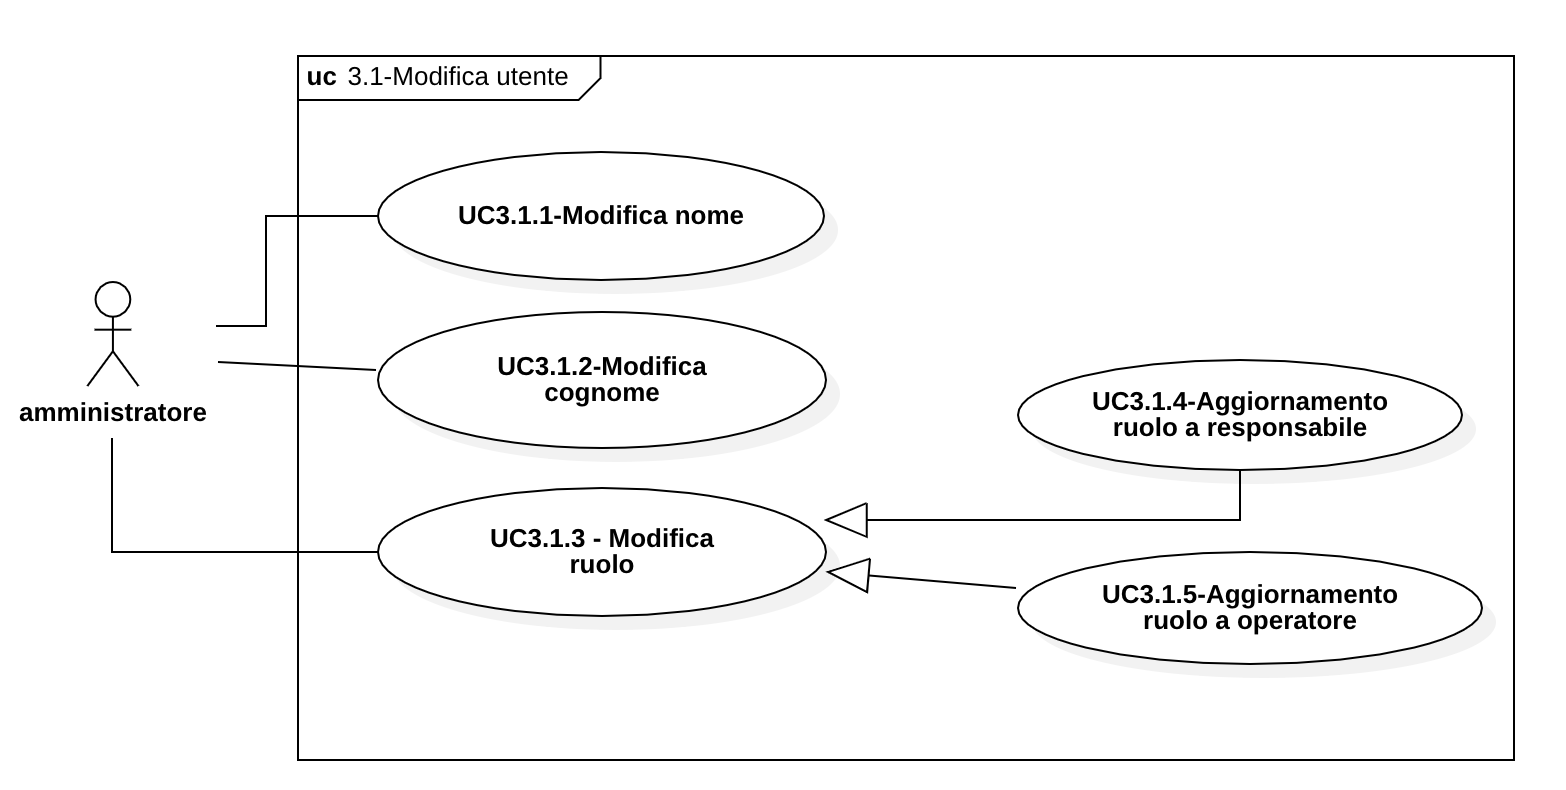 uc 3.1-Modifica utente
UC3.1.1-Modifica nome
UC3.1.2-Modifica
cognome
amministratore
UC3.1.4-Aggiornamento
ruolo a responsabile
UC3.1.3 - Modifica
ruolo
UC3.1.5-Aggiornamento
ruolo a operatore